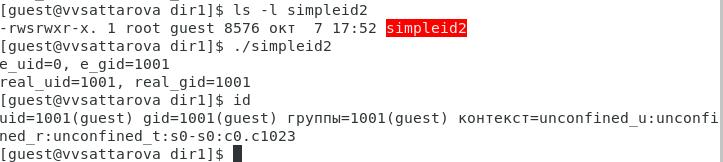 [guest@vvsattarova dir1]$ ls -l simpleid2
-rwsrwxr-x. 1 root guest 8576 окт  7 17:52 simpleid2
[guest@vvsattarova dir1]$ ./simpleid2
e_uid=0, e_gid=1001
real_uid=1001, real_gid=1001
[guest@vvsattarova dir1]$ id
uid=1001(guest) gid=1001(guest) группы=1001(guest) контекст=unconfined_u:unconfi
ned_r:unconfined_t:s0-s0:c0.c1023
[guest@vvsattarova dir1]$